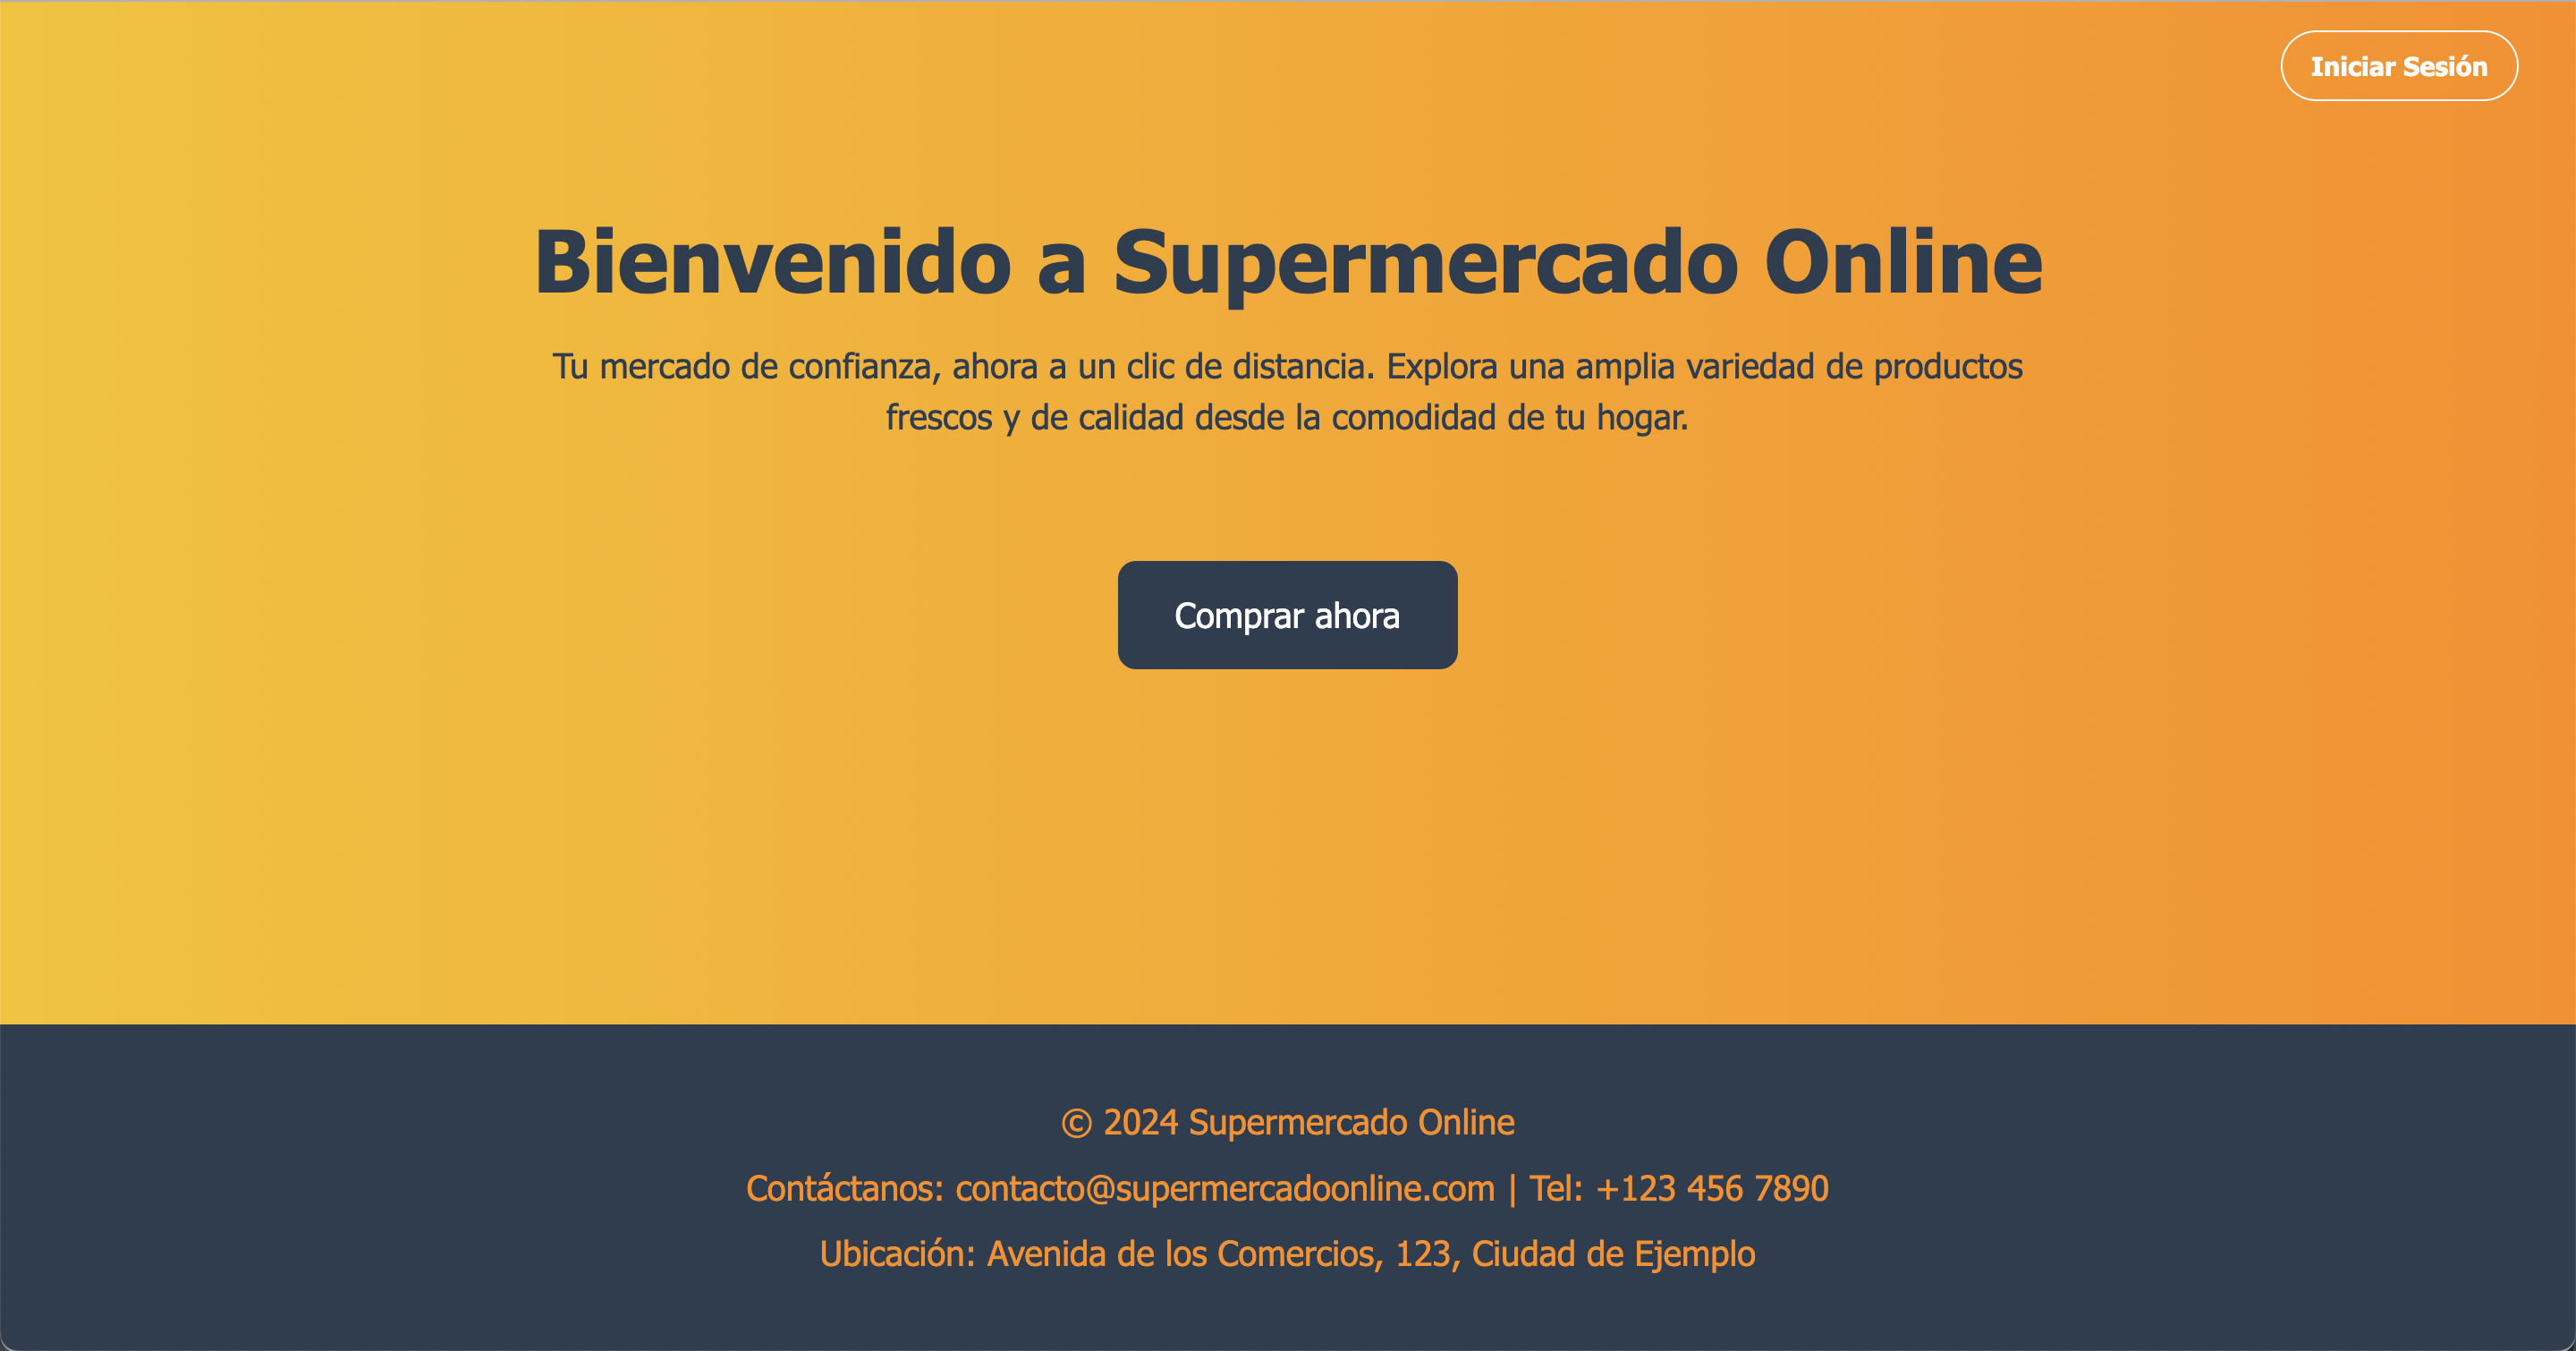 Iniciar Sesión
Bienvenido a Supermercado Online
Tu mercado de confianza, ahora a un clic de distancia. Explora una amplia variedad de productos
frescos y de calidad desde la comodidad de tu hogar.
Comprar ahora
© 2024 Supermercado Online
Contáctanos: contacto@supermercadoonline.com | Tel: +123 456 7890
Ubicación: Avenida de los Comercios, 123, Ciudad de Ejemplo